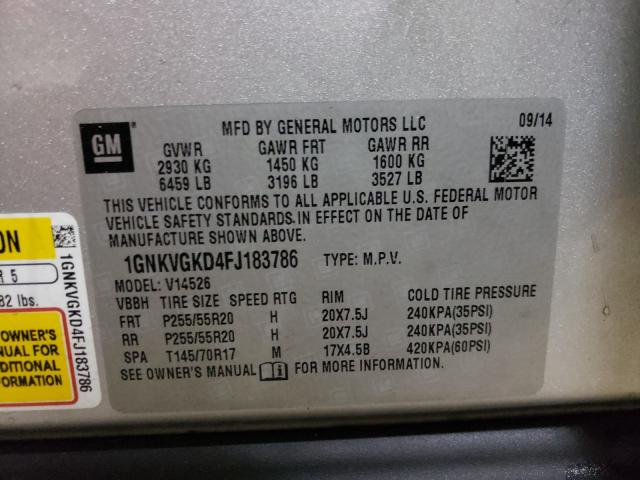 GM
MFD BY GENERAL MOTORS LLC 09/14
GVWR GAWR FRT GAWR RR
2930 KG 1450 KG 1600 KG
6459 LB 3196 LB 3527 LB
THIS VEHICLE CONFORMS TO ALL APPLICABLE U.S. FEDERAL MOTOR
VEHICLE SAFETY STANDARDS IN EFFECT ON THE DATE OF
MANUFACTURE SHOWN ABOVE.
1GNKVGKD4FJ183786 TYPE: M.P.V.
MODEL: V14526
VBBH TIRE SIZE SPEED RTG RIM COLD TIRE PRESSURE
FRT P255/55R20 H 20X7.5J 240KPA(35PSI)
RR P255/55R20 H 20X7.5J 240KPA(35PSI)
SPA T145/70R17 M 17X4.5B 420KPA(60PSI)
SEE OWNER'S MANUAL i FOR MORE INFORMATION.
ON
R 5
82 lbs.
OWNER'S
NUAL FOR
DITIONAL
ORMATION
1GNKVGKD4FJ183786